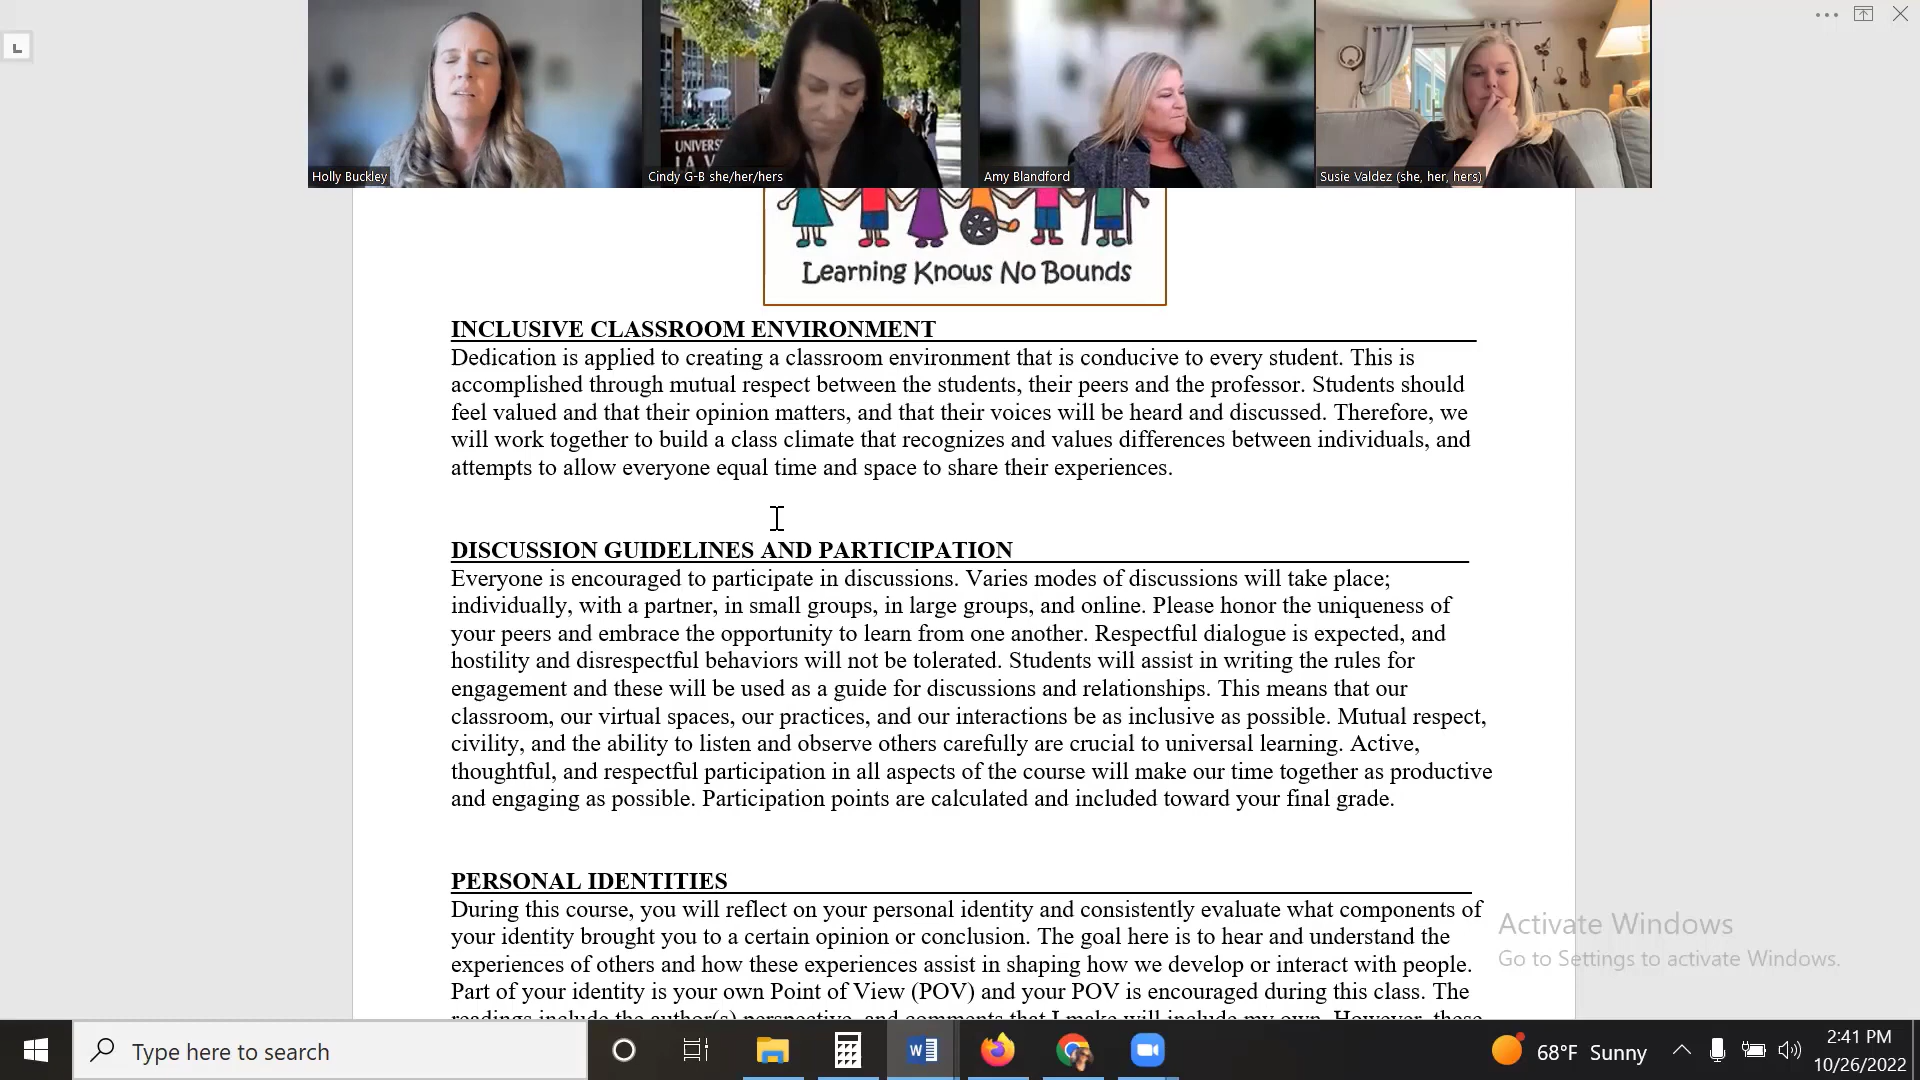 Holly Buckley
UNIVERS
LA V
Cindy G-B she/her/hers
Amy Blandford
Susie Valdez (she, her, hers)
Learning Knows No Bounds
INCLUSIVE CLASSROOM ENVIRONMENT
Dedication is applied to creating a classroom environment that is conducive to every student. This is
accomplished through mutual respect between the students, their peers and the professor. Students should
feel valued and that their opinion matters, and that their voices will be heard and discussed. Therefore, we
will work together to build a class climate that recognizes and values differences between individuals, and
attempts to allow everyone equal time and space to share their experiences.
DISCUSSION GUIDELINES AND PARTICIPATION
Everyone is encouraged to participate in discussions. Varies modes of discussions will take place;
individually, with a partner, in small groups, in large groups, and online. Please honor the uniqueness of
your peers and embrace the opportunity to learn from one another. Respectful dialogue is expected, and
hostility and disrespectful behaviors will not be tolerated. Students will assist in writing the rules for
engagement and these will be used as a guide for discussions and relationships. This means that our
classroom, our virtual spaces, our practices, and our interactions be as inclusive as possible. Mutual respect,
civility, and the ability to listen and observe others carefully are crucial to universal learning. Active,
thoughtful, and respectful participation in all aspects of the course will make our time together as productive
and engaging as possible. Participation points are calculated and included toward your final grade.
PERSONAL IDENTITIES
During this course, you will reflect on your personal identity and consistently evaluate what components of
your identity brought you to a certain opinion or conclusion. The goal here is to hear and understand the
experiences of others and how these experiences assist in shaping how we develop or interact with people.
Part of your identity is your own Point of View (POV) and your POV is encouraged during this class. The
readings include the author(s) perspective, and comments that I make will include my own. However, these
Activate Windows
Go to Settings to activate Windows.
Type here to search
68°F Sunny
2:41 PM
10/26/2022